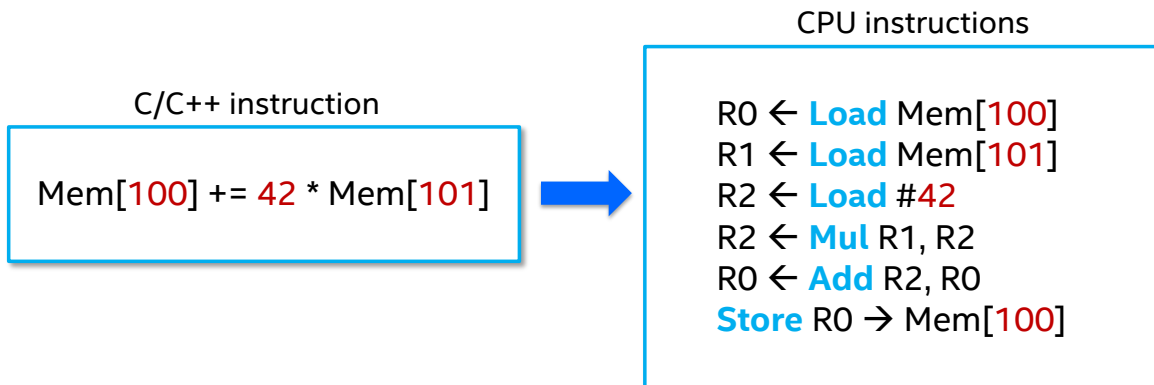 CPU instructions
C/C++ instruction
Mem[100] += 42 * Mem[101]
R0 ← Load Mem[100]
R1 ← Load Mem[101]
R2 ← Load #42
R2 ← Mul R1, R2
R0 ← Add R2, R0
Store R0 → Mem[100]